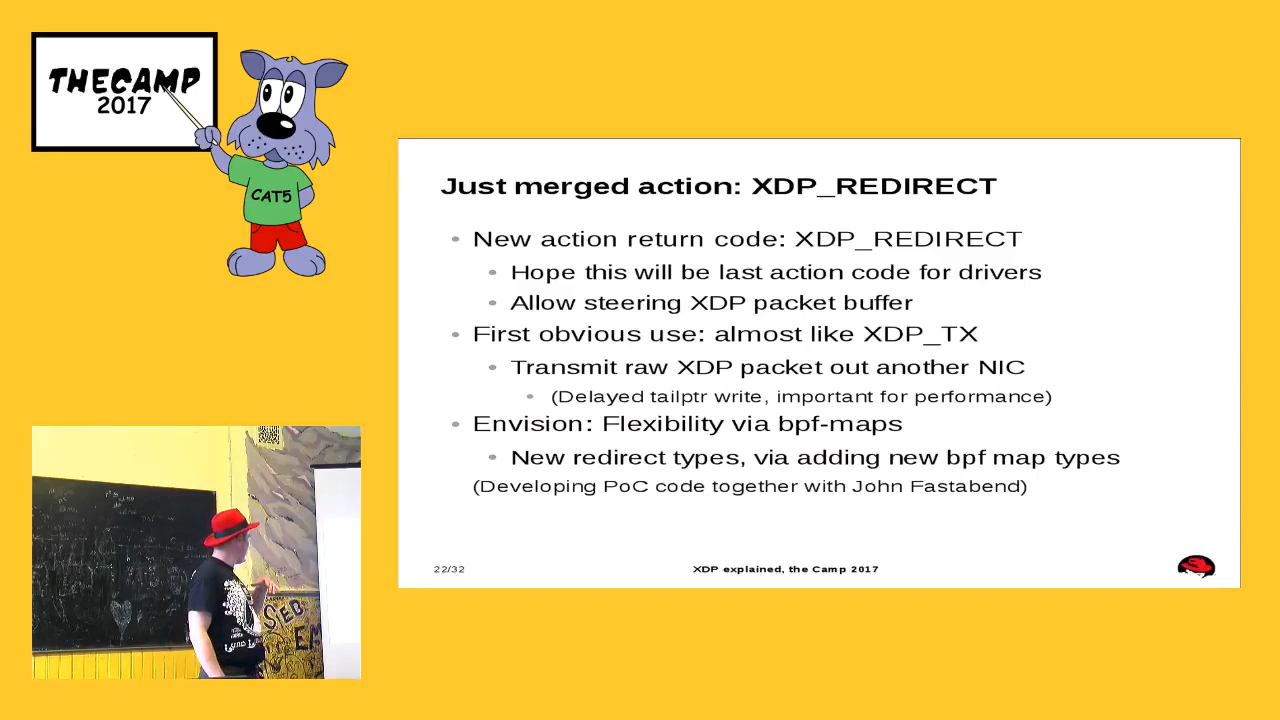 THECAMP
2017
CAT5
Just merged action: XDP_REDIRECT
New action return code: XDP_REDIRECT
Hope this will be last action code for drivers
Allow steering XDP packet buffer
First obvious use: almost like XDP_TX
Transmit raw XDP packet out another NIC
(Delayed tailptr write, important for performance)
Envision: Flexibility via bpf-maps
New redirect types, via adding new bpf map types
(Developing PoC code together with John Fastabend)
22/32
XDP explained, the Camp 2017